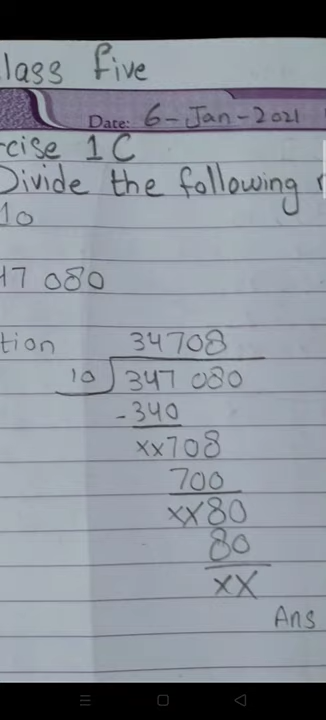 lass five
Date: 6-Jan-2021
rcise 1 C
Divide the following
10
47 080
tion 34708
10 ) 347 080
-340
xx708
700
xx80
80
xx
Ans